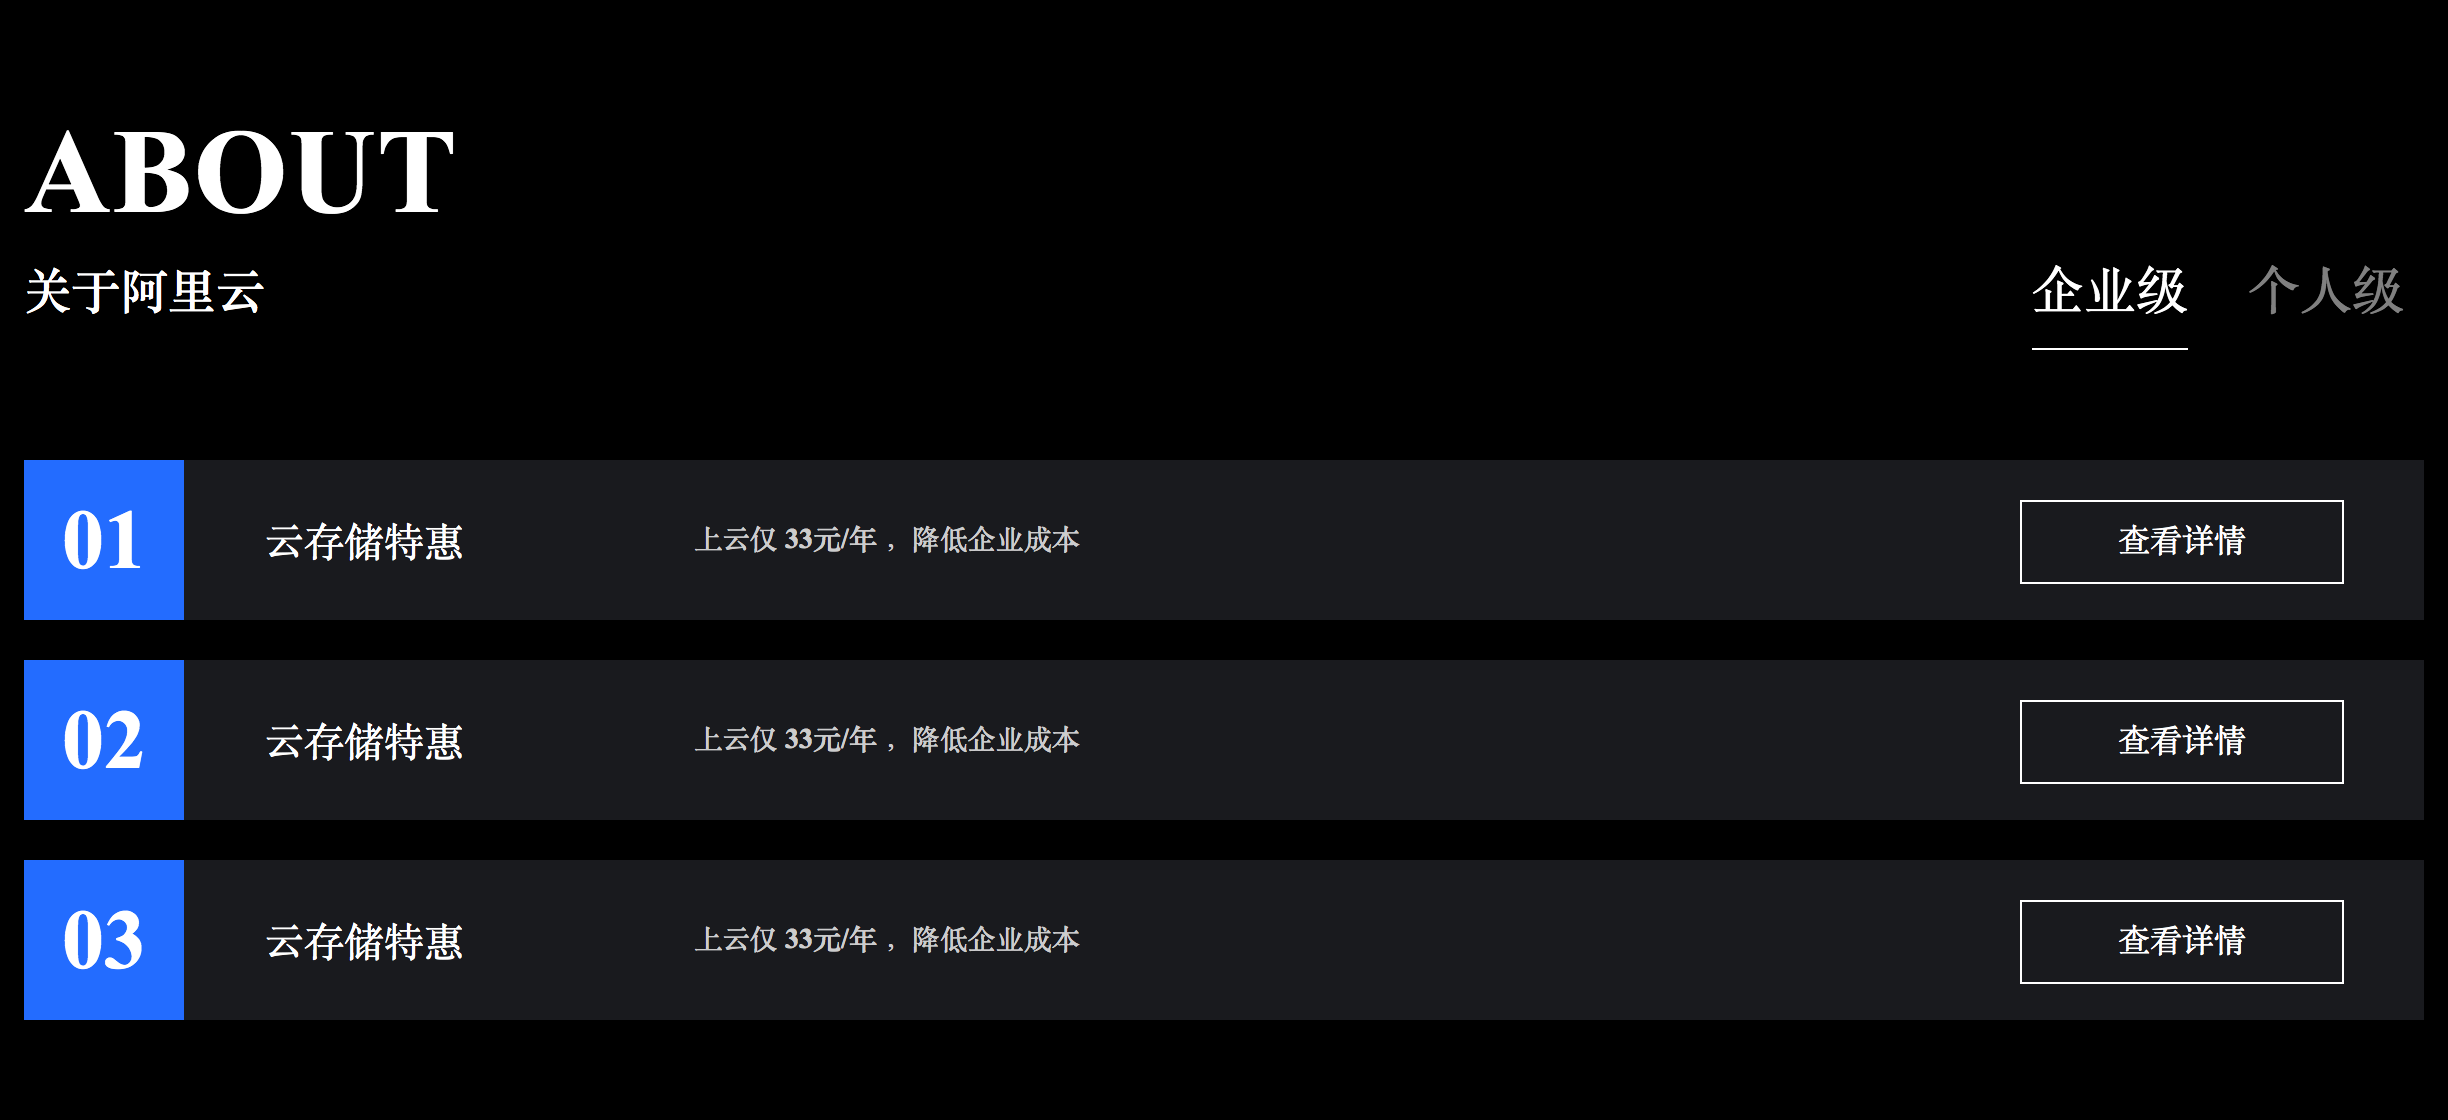 ABOUT
关于阿里云
企业级 个人级
01 云存储特惠 上云仅 33元/年 ，降低企业成本 查看详情
02 云存储特惠 上云仅 33元/年 ，降低企业成本 查看详情
03 云存储特惠 上云仅 33元/年 ，降低企业成本 查看详情